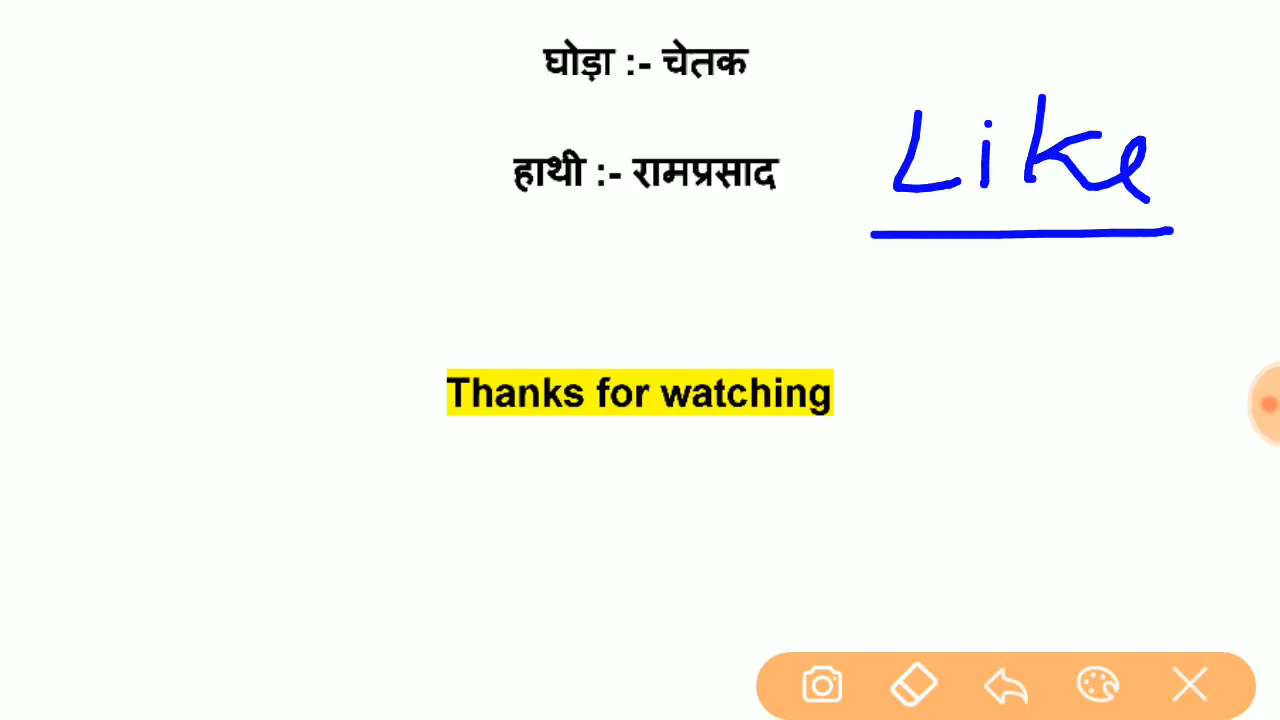 घोड़ा :- चेतक
हाथी :- रामप्रसाद
Like
Thanks for watching